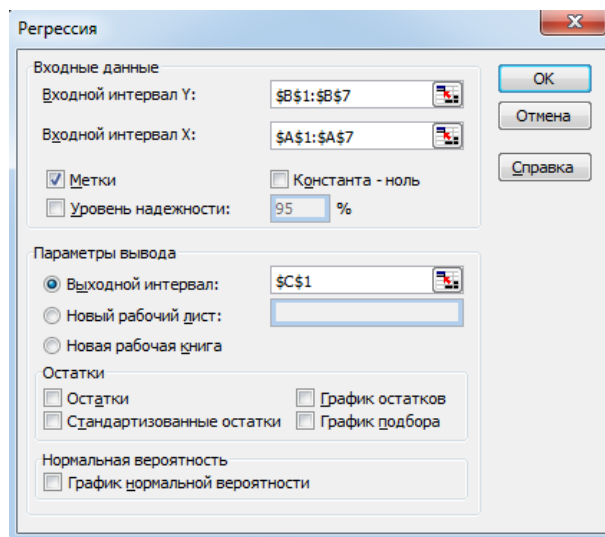 Регрессия
Входные данные
Входной интервал Y: $B$1:$B$7
Входной интервал X: $A$1:$A$7
Метки Константа - ноль
Уровень надежности: 95 %
ОК
Отмена
Справка
Параметры вывода
Выходной интервал: $C$1
Новый рабочий лист:
Новая рабочая книга
Остатки
Остатки График остатков
Стандартизованные остатки График подбора
Нормальная вероятность
График нормальной вероятности